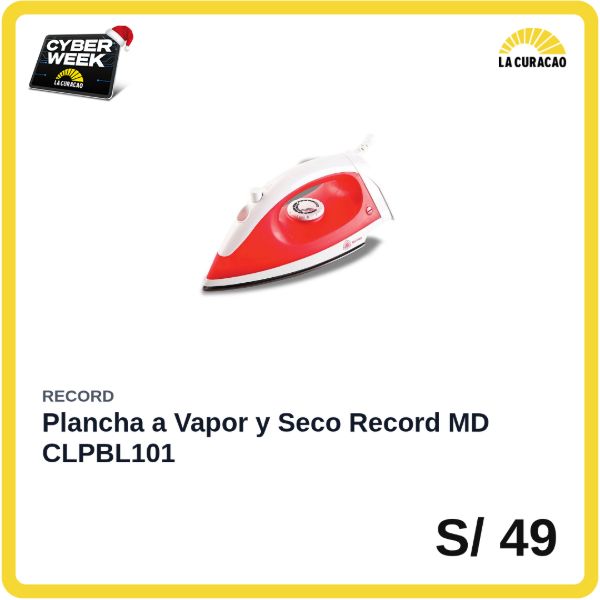 CYBER
WEEK
LA CURACAO
LA CURACAO
RECORD
Plancha a Vapor y Seco Record MD
CLPBL101
S/ 49